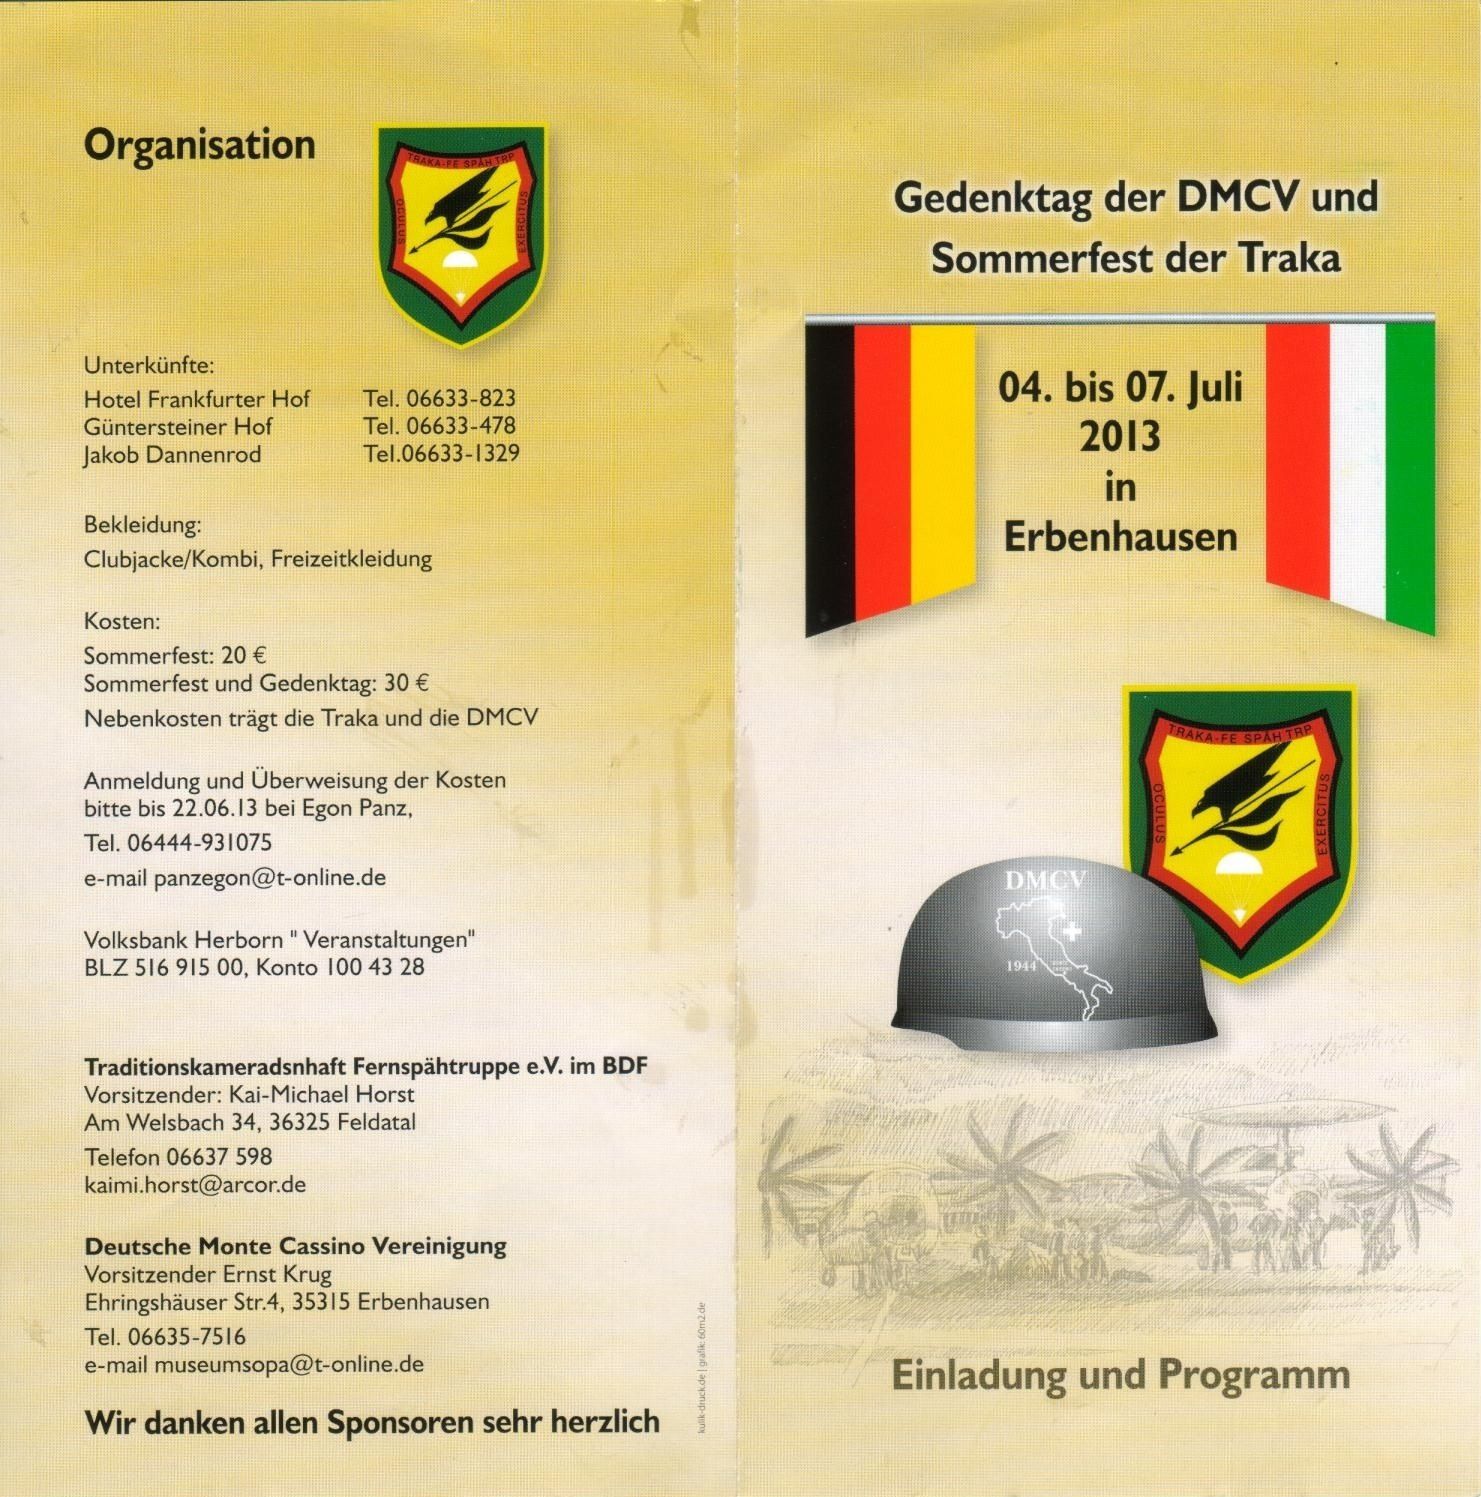 Organisation
TRAKA-FE SPÄH TRP
OCULUS
EXERCITUS
Unterkünfte:
Hotel Frankfurter Hof Tel. 06633-823
Güntersteiner Hof Tel. 06633-478
Jakob Dannenrod Tel.06633-1329
Bekleidung:
Clubjacke/Kombi, Freizeitkleidung
Kosten:
Sommerfest: 20 €
Sommerfest und Gedenktag: 30 €
Nebenkosten trägt die Traka und die DMCV
Anmeldung und Überweisung der Kosten
bitte bis 22.06.13 bei Egon Panz,
Tel. 06444-931075
e-mail panzegon@t-online.de
Volksbank Herborn " Veranstaltungen"
BLZ 516 915 00, Konto 100 43 28
Traditionskameradsnhaft Fernspähtruppe e.V. im BDF
Vorsitzender: Kai-Michael Horst
Am Welsbach 34, 36325 Feldatal
Telefon 06637 598
kaimi.horst@arcor.de
Deutsche Monte Cassino Vereinigung
Vorsitzender Ernst Krug
Ehringshäuser Str.4, 35315 Erbenhausen
Tel. 06635-7516
e-mail museumsopa@t-online.de
Wir danken allen Sponsoren sehr herzlich
kulik-druck.de | grafik: 60m2.de
Gedenktag der DMCV und
Sommerfest der Traka
04. bis 07. Juli
2013
in
Erbenhausen
TRAKA-FE SPÄH TRP
OCULUS
EXERCITUS
DMCV
1944
Einladung und Programm